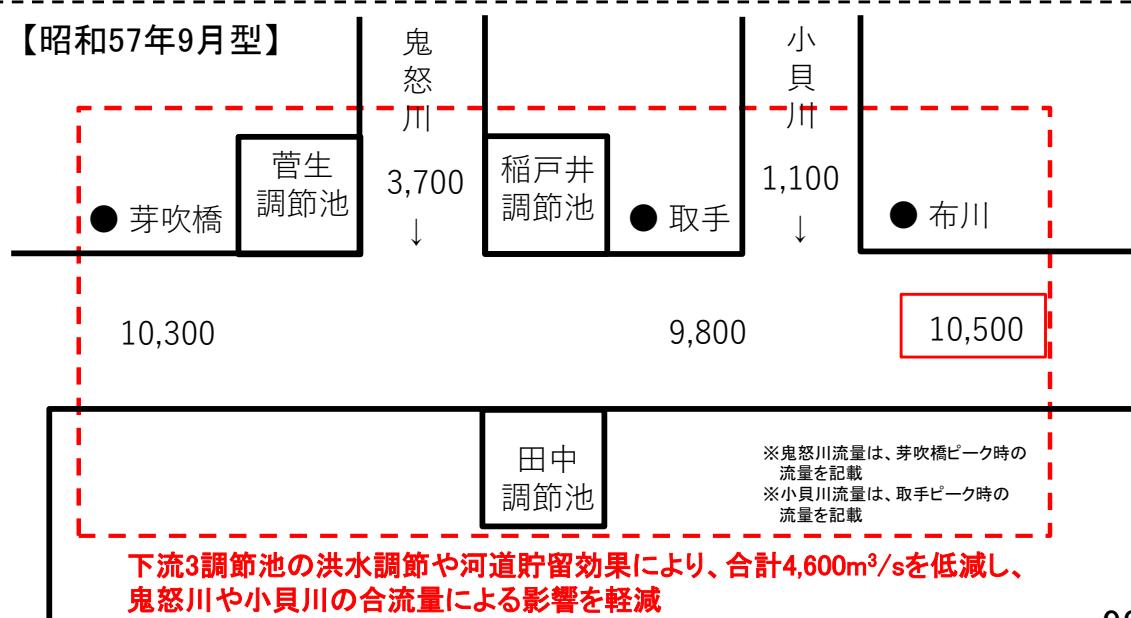 【昭和57年9月型】
鬼怒川
小貝川
菅生
調節池
3,700
↓
稲戸井
調節池
1,100
↓
● 芽吹橋
● 取手
● 布川
10,300
9,800
10,500
田中
調節池
※鬼怒川流量は、芽吹橋ピーク時の
流量を記載
※小貝川流量は、取手ピーク時の
流量を記載
下流3調節池の洪水調節や河道貯留効果により、合計4,600m³/sを低減し、
鬼怒川や小貝川の合流量による影響を軽減